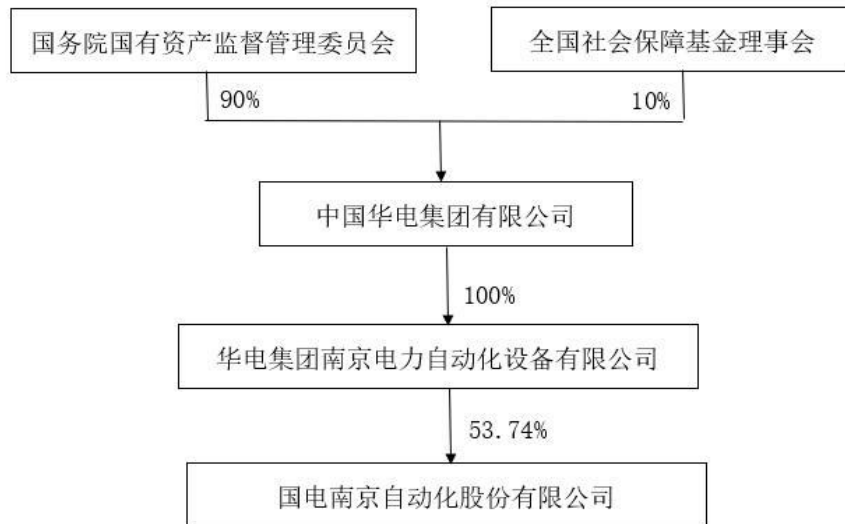 国务院国有资产监督管理委员会
全国社会保障基金理事会
90%
10%
中国华电集团有限公司
100%
华电集团南京电力自动化设备有限公司
53.74%
国电南京自动化股份有限公司